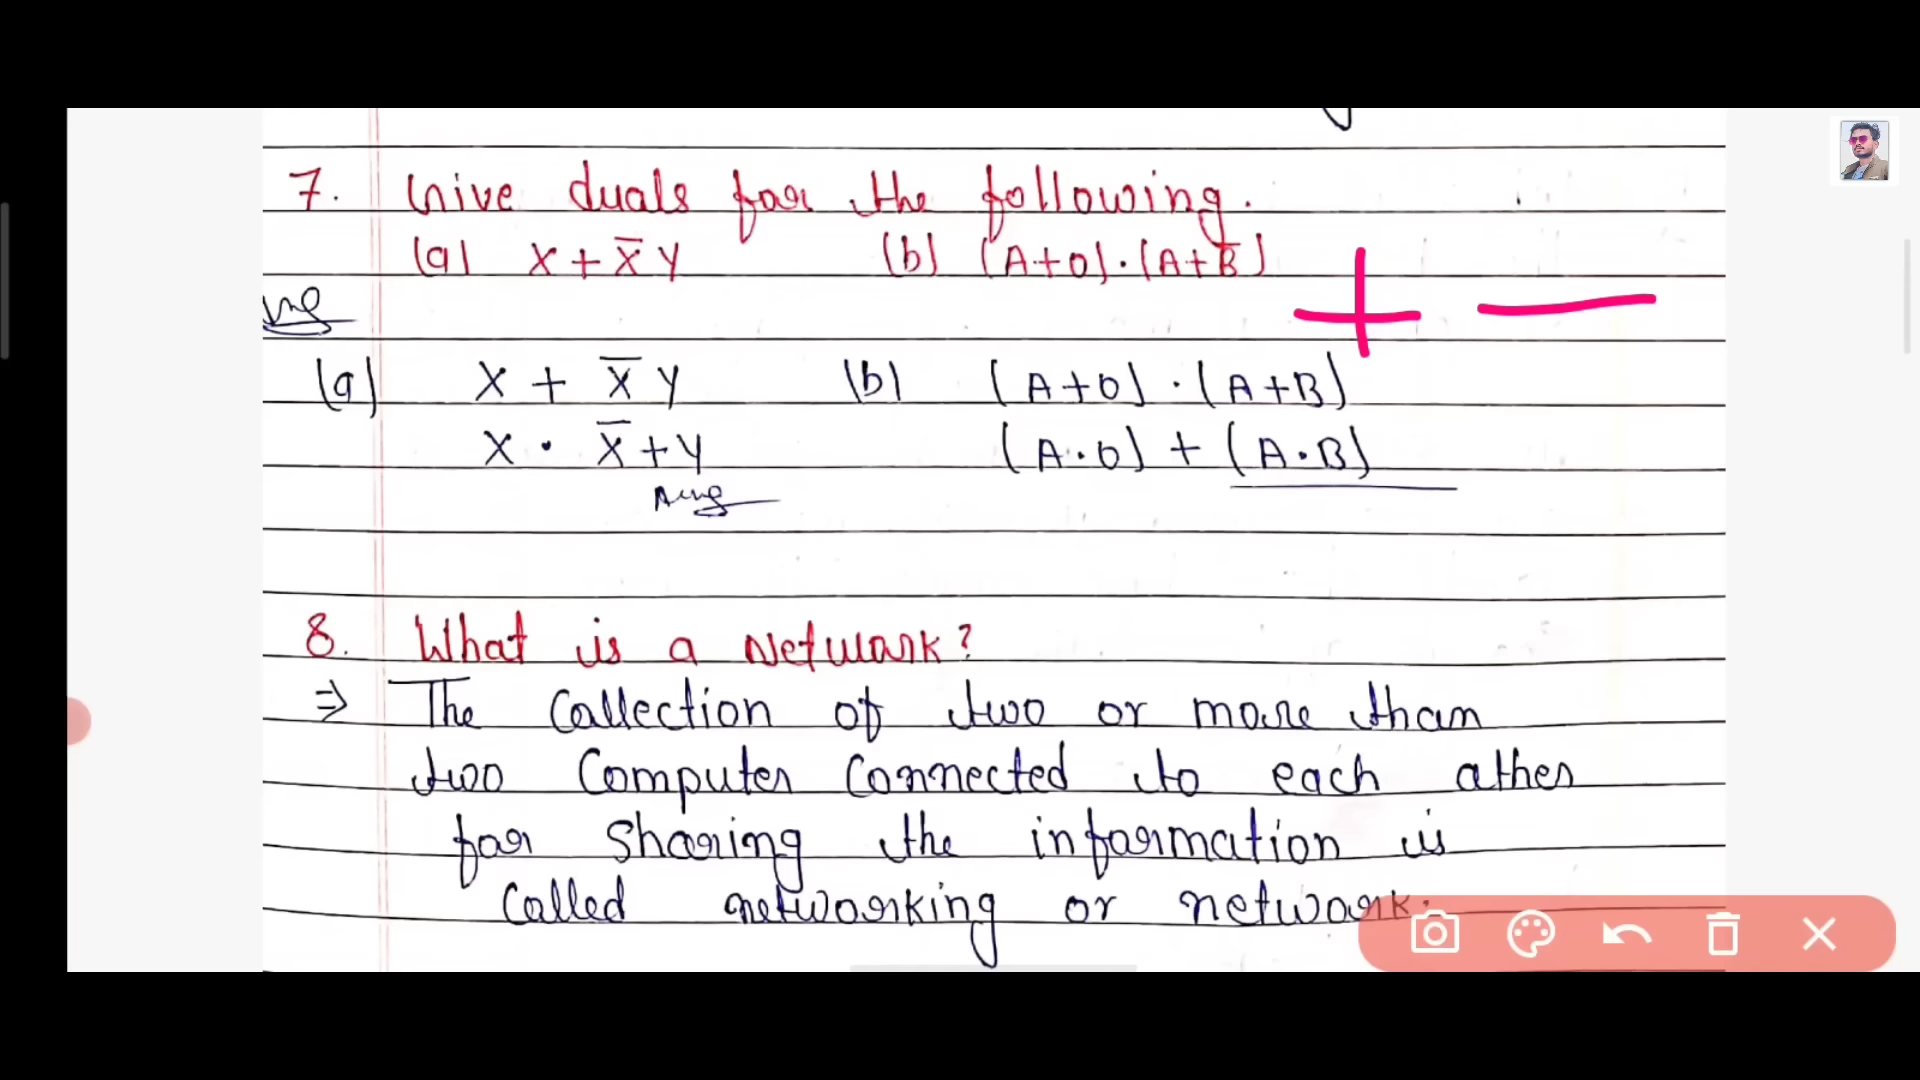 7. Give duals for the following.
(a) X + X̅ Y (b) (A+0).(A+B̅)
Ans
(a) X + X̅ Y (b) (A+0) . (A+B)
X . X̅ + Y (A.0) + (A.B)
Ans
8. What is a Network?
⇒ The Collection of two or more than
two Computer Connected to each other
for Sharing the information is
Called networking or network.